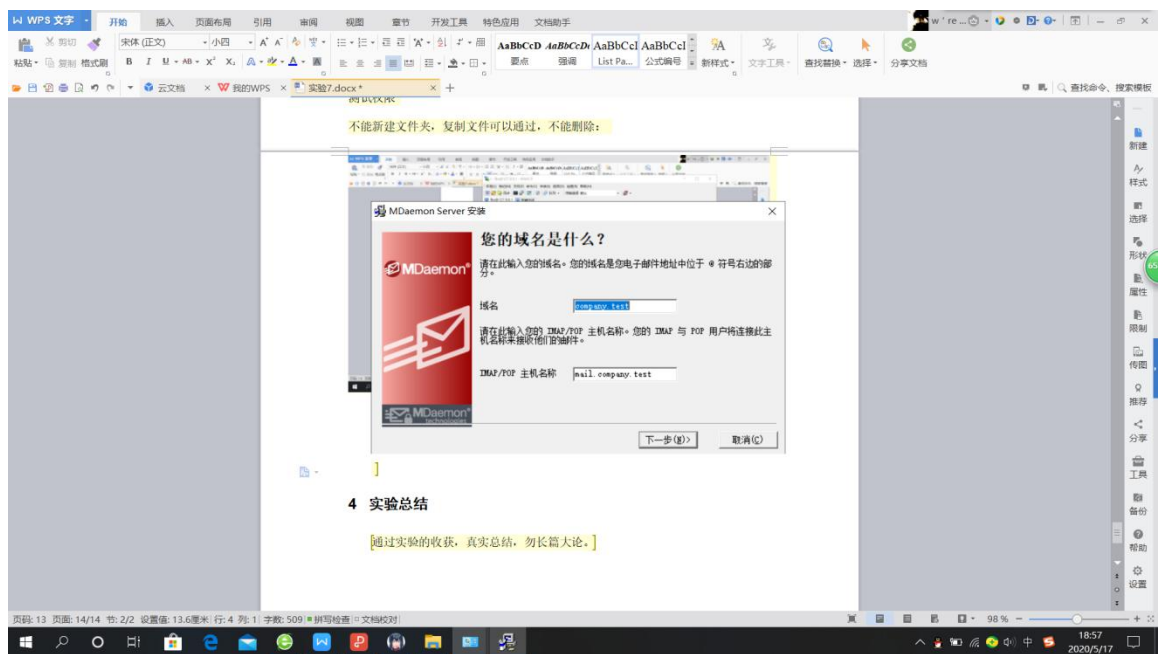 WPS 文字
开始 插入 页面布局 引用 审阅 视图 章节 开发工具 特色应用 文档助手
w ' re ...
剪切
宋体 (正文) 小四
AaBbCcD AaBbCcDt AaBbCcI AaBbCcI
粘贴 复制 格式刷
要点 强调 List Pa... 公式编号
新样式 文字工具 查找替换 选择 分享文档
云文档 × 我的WPS × 实验7.docx * × +
查找命令、搜索模板
测试权限
不能新建文件夹，复制文件可以通过，不能删除：
MDaemon Server 安装
您的域名是什么？
请在此输入您的域名。您的域名是您电子邮件地址中位于 @ 符号右边的部
分。
MDaemon®
域名 company.test
请在此输入您的 IMAP/POP 主机名称。您的 IMAP 与 POP 用户将连接此主
机名称来接收他们的邮件。
IMAP/POP 主机名称 mail.company.test
MDaemon®
technologies
下一步(N)> 取消(C)
4 实验总结
[通过实验的收获，真实总结，勿长篇大论。]
新建
样式
选择
形状
65
属性
限制
传图
推荐
分享
工具
备份
帮助
设置
页码: 13 页面: 14/14 节: 2/2 设置值: 13.6厘米 行: 4 列: 1 字数: 509 拼写检查 文档校对
98 %
中
18:57
2020/5/17